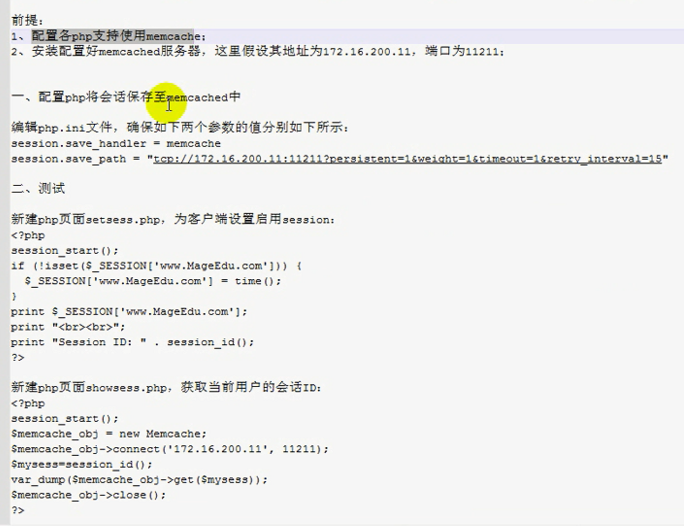 前提：
1、配置各php支持使用memcache；
2、安装配置好memcached服务器，这里假设其地址为172.16.200.11，端口为11211；
一、配置php将会话保存至memcached中
编辑php.ini文件，确保如下两个参数的值分别如下所示：
session.save_handler = memcache
session.save_path = "tcp://172.16.200.11:11211?persistent=1&weight=1&timeout=1&retry_interval=15"
二、测试
新建php页面setsess.php，为客户端设置启用session：
<?php
session_start();
if (!isset($_SESSION['www.MageEdu.com'])) {
  $_SESSION['www.MageEdu.com'] = time();
}
print $_SESSION['www.MageEdu.com'];
print "<br><br>";
print "Session ID: " . session_id();
?>
新建php页面showsess.php，获取当前用户的会话ID：
<?php
session_start();
$memcache_obj = new Memcache;
$memcache_obj->connect('172.16.200.11', 11211);
$mysess=session_id();
var_dump($memcache_obj->get($mysess));
$memcache_obj->close();
?>